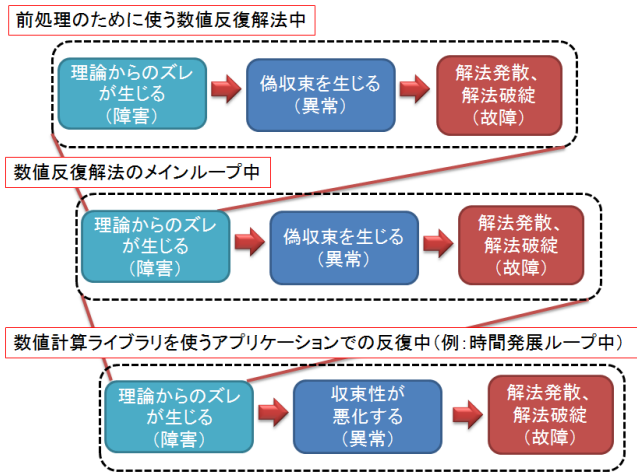 前処理のために使う数値反復解法中
理論からのズレ
が生じる
（障害）
偽収束を生じる
（異常）
解法発散、
解法破綻
（故障）
数値反復解法のメインループ中
理論からのズレ
が生じる
（障害）
偽収束を生じる
（異常）
解法発散、
解法破綻
（故障）
数値計算ライブラリを使うアプリケーションでの反復中（例：時間発展ループ中）
理論からのズレ
が生じる
（障害）
収束性が
悪化する
（異常）
解法発散、
解法破綻
（故障）